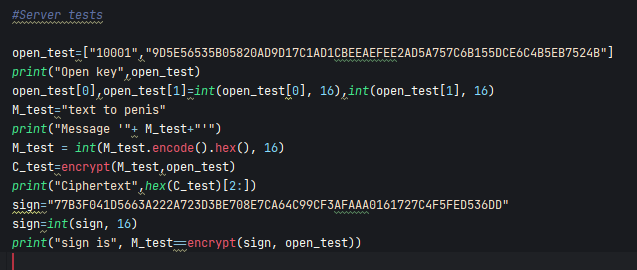 #Server tests
open_test=["10001","9D5E56535B05820AD9D17C1AD1CBEEAEFEE2AD5A757C6B155DCE6C4B5EB7524B"]
print("Open key",open_test)
open_test[0],open_test[1]=int(open_test[0], 16),int(open_test[1], 16)
M_test="text to penis"
print("Message '"+ M_test+"'")
M_test = int(M_test.encode().hex(), 16)
C_test=encrypt(M_test,open_test)
print("Ciphertext",hex(C_test)[2:])
sign="77B3F041D5663A222A723D3BE708E7CA64C99CF3AFAAA0161727C4F5FED536DD"
sign=int(sign, 16)
print("sign is", M_test==encrypt(sign, open_test))